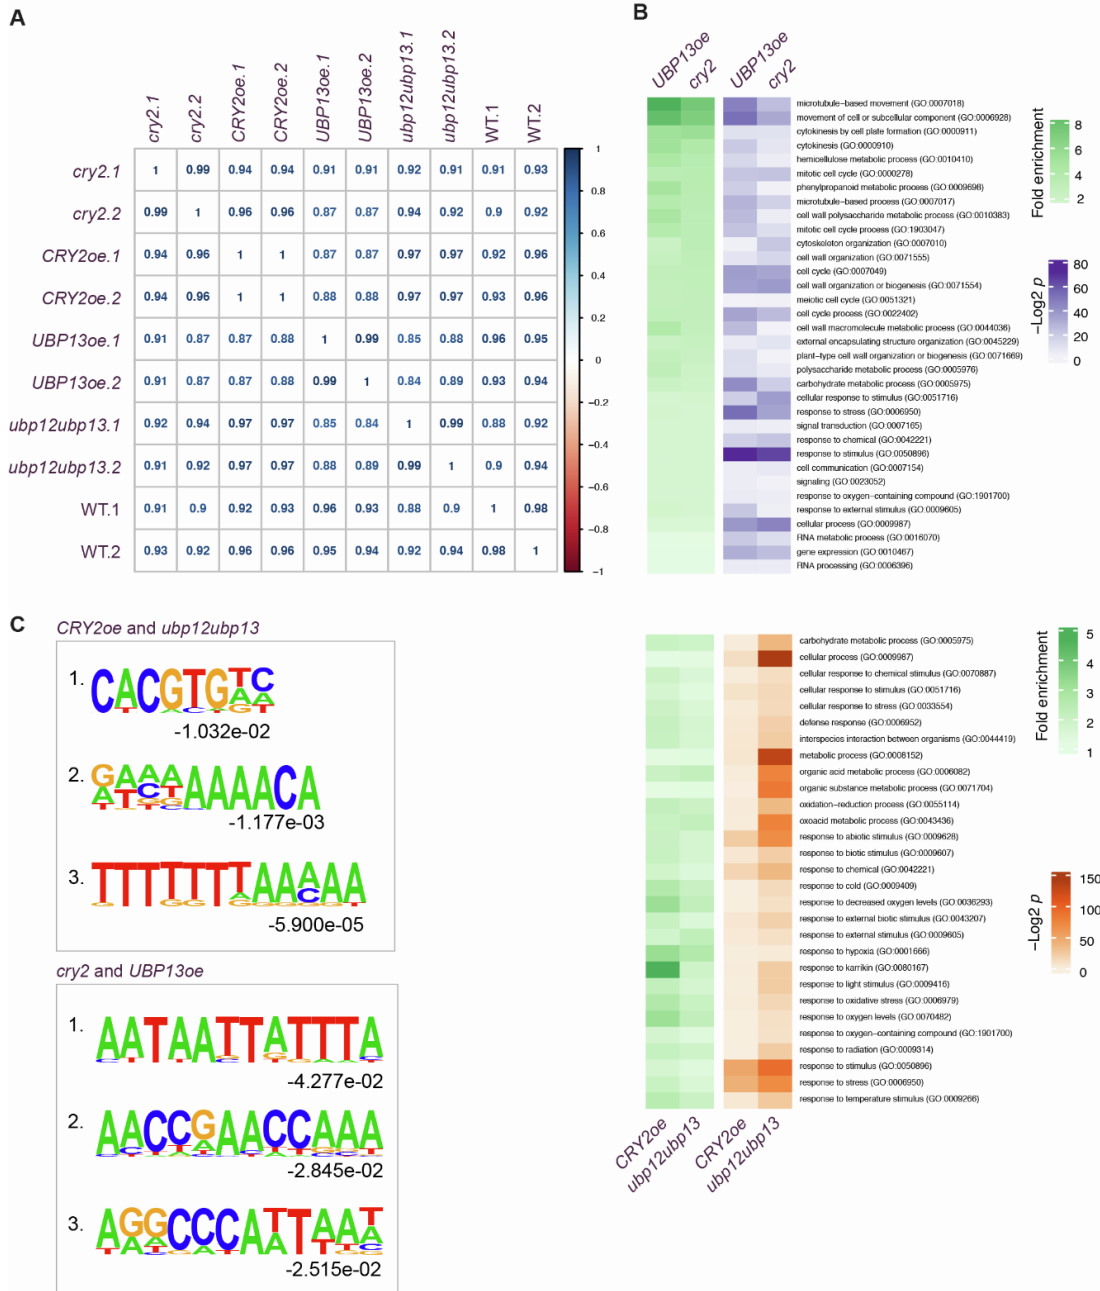 A
cry2.1
cry2.2
CRY2oe.1
CRY2oe.2
UBP13oe.1
UBP13oe.2
ubp12ubp13.1
ubp12ubp13.2
WT.1
WT.2
cry2.1 1 0.99 0.94 0.94 0.91 0.91 0.92 0.91 0.91 0.93
cry2.2 0.99 1 0.96 0.96 0.87 0.87 0.94 0.92 0.9 0.92
CRY2oe.1 0.94 0.96 1 1 0.87 0.87 0.97 0.97 0.92 0.96
CRY2oe.2 0.94 0.96 1 1 0.88 0.88 0.97 0.97 0.93 0.96
UBP13oe.1 0.91 0.87 0.87 0.88 1 0.99 0.85 0.88 0.96 0.95
UBP13oe.2 0.91 0.87 0.87 0.88 0.99 1 0.84 0.89 0.93 0.94
ubp12ubp13.1 0.92 0.94 0.97 0.97 0.85 0.84 1 0.99 0.88 0.92
ubp12ubp13.2 0.91 0.92 0.97 0.97 0.88 0.89 0.99 1 0.9 0.94
WT.1 0.91 0.9 0.92 0.93 0.96 0.93 0.88 0.9 1 0.98
WT.2 0.93 0.92 0.96 0.96 0.95 0.94 0.92 0.94 0.98 1
1
0.8
0.6
0.4
0.2
0
−0.2
−0.4
−0.6
−0.8
−1
B
UBP13oe
cry2
UBP13oe
cry2
microtubule−based movement (GO:0007018)
movement of cell or subcellular component (GO:0006928)
cytokinesis by cell plate formation (GO:0000911)
cytokinesis (GO:0000910)
hemicellulose metabolic process (GO:0010410)
mitotic cell cycle (GO:0000278)
phenylpropanoid metabolic process (GO:0009698)
microtubule−based process (GO:0007017)
cell wall polysaccharide metabolic process (GO:0010383)
mitotic cell cycle process (GO:1903047)
cytoskeleton organization (GO:0007010)
cell wall organization (GO:0071555)
cell cycle (GO:0007049)
cell wall organization or biogenesis (GO:0071554)
meiotic cell cycle (GO:0051321)
cell cycle process (GO:0022402)
cell wall macromolecule metabolic process (GO:0044036)
external encapsulating structure organization (GO:0045229)
plant−type cell wall organization or biogenesis (GO:0071669)
polysaccharide metabolic process (GO:0005976)
carbohydrate metabolic process (GO:0005975)
cellular response to stimulus (GO:0051716)
response to stress (GO:0006950)
signal transduction (GO:0007165)
response to chemical (GO:0042221)
response to stimulus (GO:0050896)
cell communication (GO:0007154)
signaling (GO:0023052)
response to oxygen−containing compound (GO:1901700)
response to external stimulus (GO:0009605)
cellular process (GO:0009987)
RNA metabolic process (GO:0016070)
gene expression (GO:0010467)
RNA processing (GO:0006396)
Fold enrichment
8
6
4
2
−Log2 p
80
60
40
20
0
carbohydrate metabolic process (GO:0005975)
cellular process (GO:0009987)
cellular response to chemical stimulus (GO:0070887)
cellular response to stimulus (GO:0051716)
cellular response to stress (GO:0033554)
defense response (GO:0006952)
interspecies interaction between organisms (GO:0044419)
metabolic process (GO:0008152)
organic acid metabolic process (GO:0006082)
organic substance metabolic process (GO:0071704)
oxidation−reduction process (GO:0055114)
oxoacid metabolic process (GO:0043436)
response to abiotic stimulus (GO:0009628)
response to biotic stimulus (GO:0009607)
response to chemical (GO:0042221)
response to cold (GO:0009409)
response to decreased oxygen levels (GO:0036293)
response to external biotic stimulus (GO:0043207)
response to external stimulus (GO:0009605)
response to hypoxia (GO:0001666)
response to karrikin (GO:0080167)
response to light stimulus (GO:0009416)
response to oxidative stress (GO:0006979)
response to oxygen levels (GO:0070482)
response to oxygen−containing compound (GO:1901700)
response to radiation (GO:0009314)
response to stimulus (GO:0050896)
response to stress (GO:0006950)
response to temperature stimulus (GO:0009266)
CRY2oe
ubp12ubp13
CRY2oe
ubp12ubp13
Fold enrichment
5
4
3
2
1
−Log2 p
150
100
50
0
C
CRY2oe and ubp12ubp13
1. CACGTGTC
-1.032e-02
2. GAAAAAAACA
-1.177e-03
3. TTTTTTTAAAAA
-5.900e-05
cry2 and UBP13oe
1. AATAATTATTTA
-4.277e-02
2. AACCGAACCAAA
-2.845e-02
3. AGGCCCATTAAT
-2.515e-02